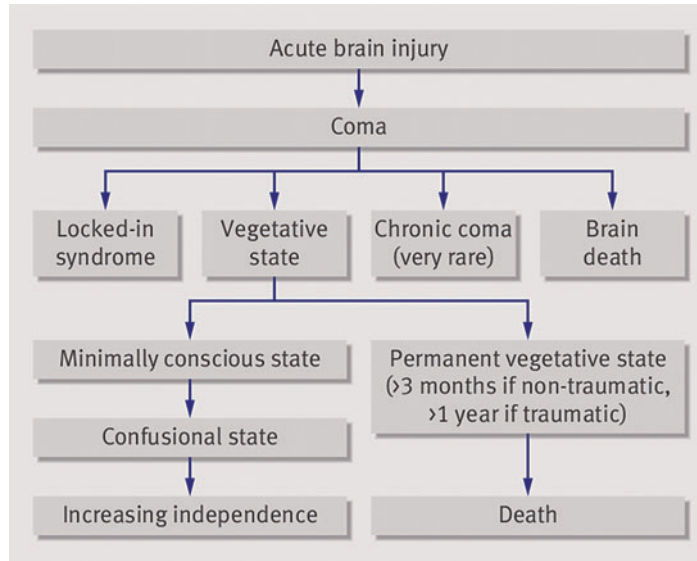 Acute brain injury
Coma
Locked-in
syndrome
Vegetative
state
Chronic coma
(very rare)
Brain
death
Minimally conscious state
Permanent vegetative state
(>3 months if non-traumatic,
>1 year if traumatic)
Confusional state
Increasing independence
Death